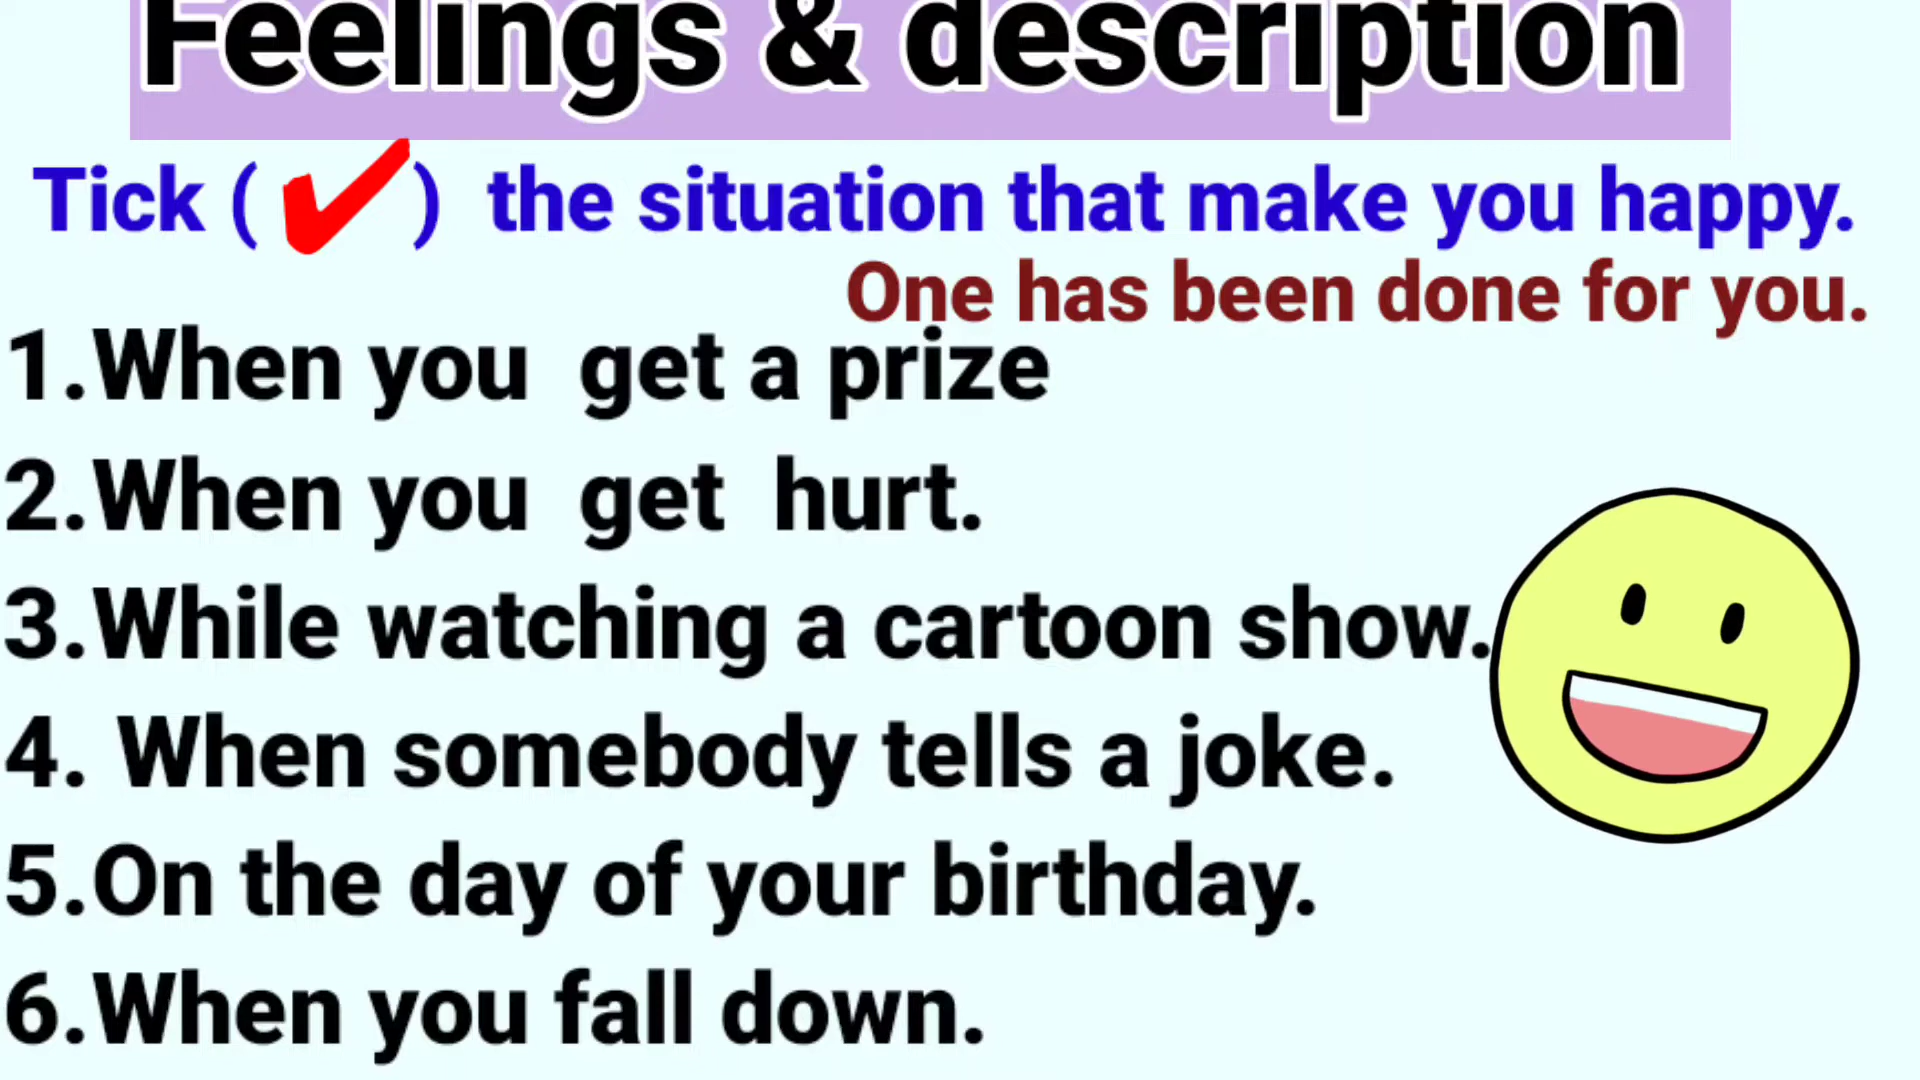 Feelings & description
Tick (✔) the situation that make you happy.
One has been done for you.
1.When you get a prize
2.When you get hurt.
3.While watching a cartoon show.
4. When somebody tells a joke.
5.On the day of your birthday.
6.When you fall down.